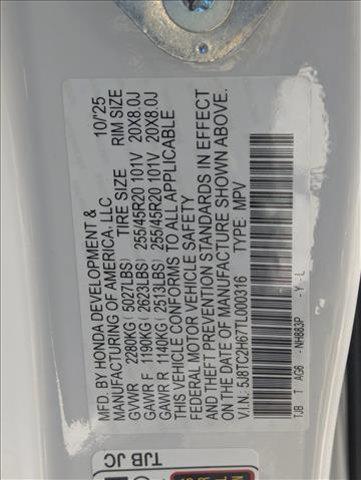 MFD. BY HONDA DEVELOPMENT & 10/25
MANUFACTURING OF AMERICA, LLC
TIRE SIZE RIM SIZE
GVWR 2280KG(5027LBS)
GAWR F 1190KG(2623LBS) 255/45R20 101V 20X8.0J
GAWR R 1140KG(2513LBS) 255/45R20 101V 20X8.0J
THIS VEHICLE CONFORMS TO ALL APPLICABLE
FEDERAL MOTOR VEHICLE SAFETY
AND THEFT PREVENTION STANDARDS IN EFFECT
ON THE DATE OF MANUFACTURE SHOWN ABOVE.
V.I.N. 5J8TC2H67TL000316 TYPE: MPV
TJB T AG6 -NH883P -Y-L
TJB JC